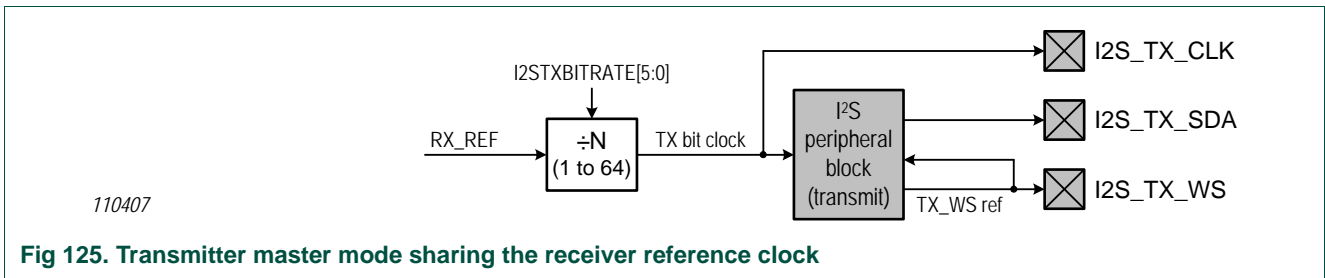 I2STXBITRATE[5:0]
RX_REF
÷N
(1 to 64)
TX bit clock
I²S
peripheral
block
(transmit)
TX_WS ref
I2S_TX_CLK
I2S_TX_SDA
I2S_TX_WS
110407
Fig 125. Transmitter master mode sharing the receiver reference clock